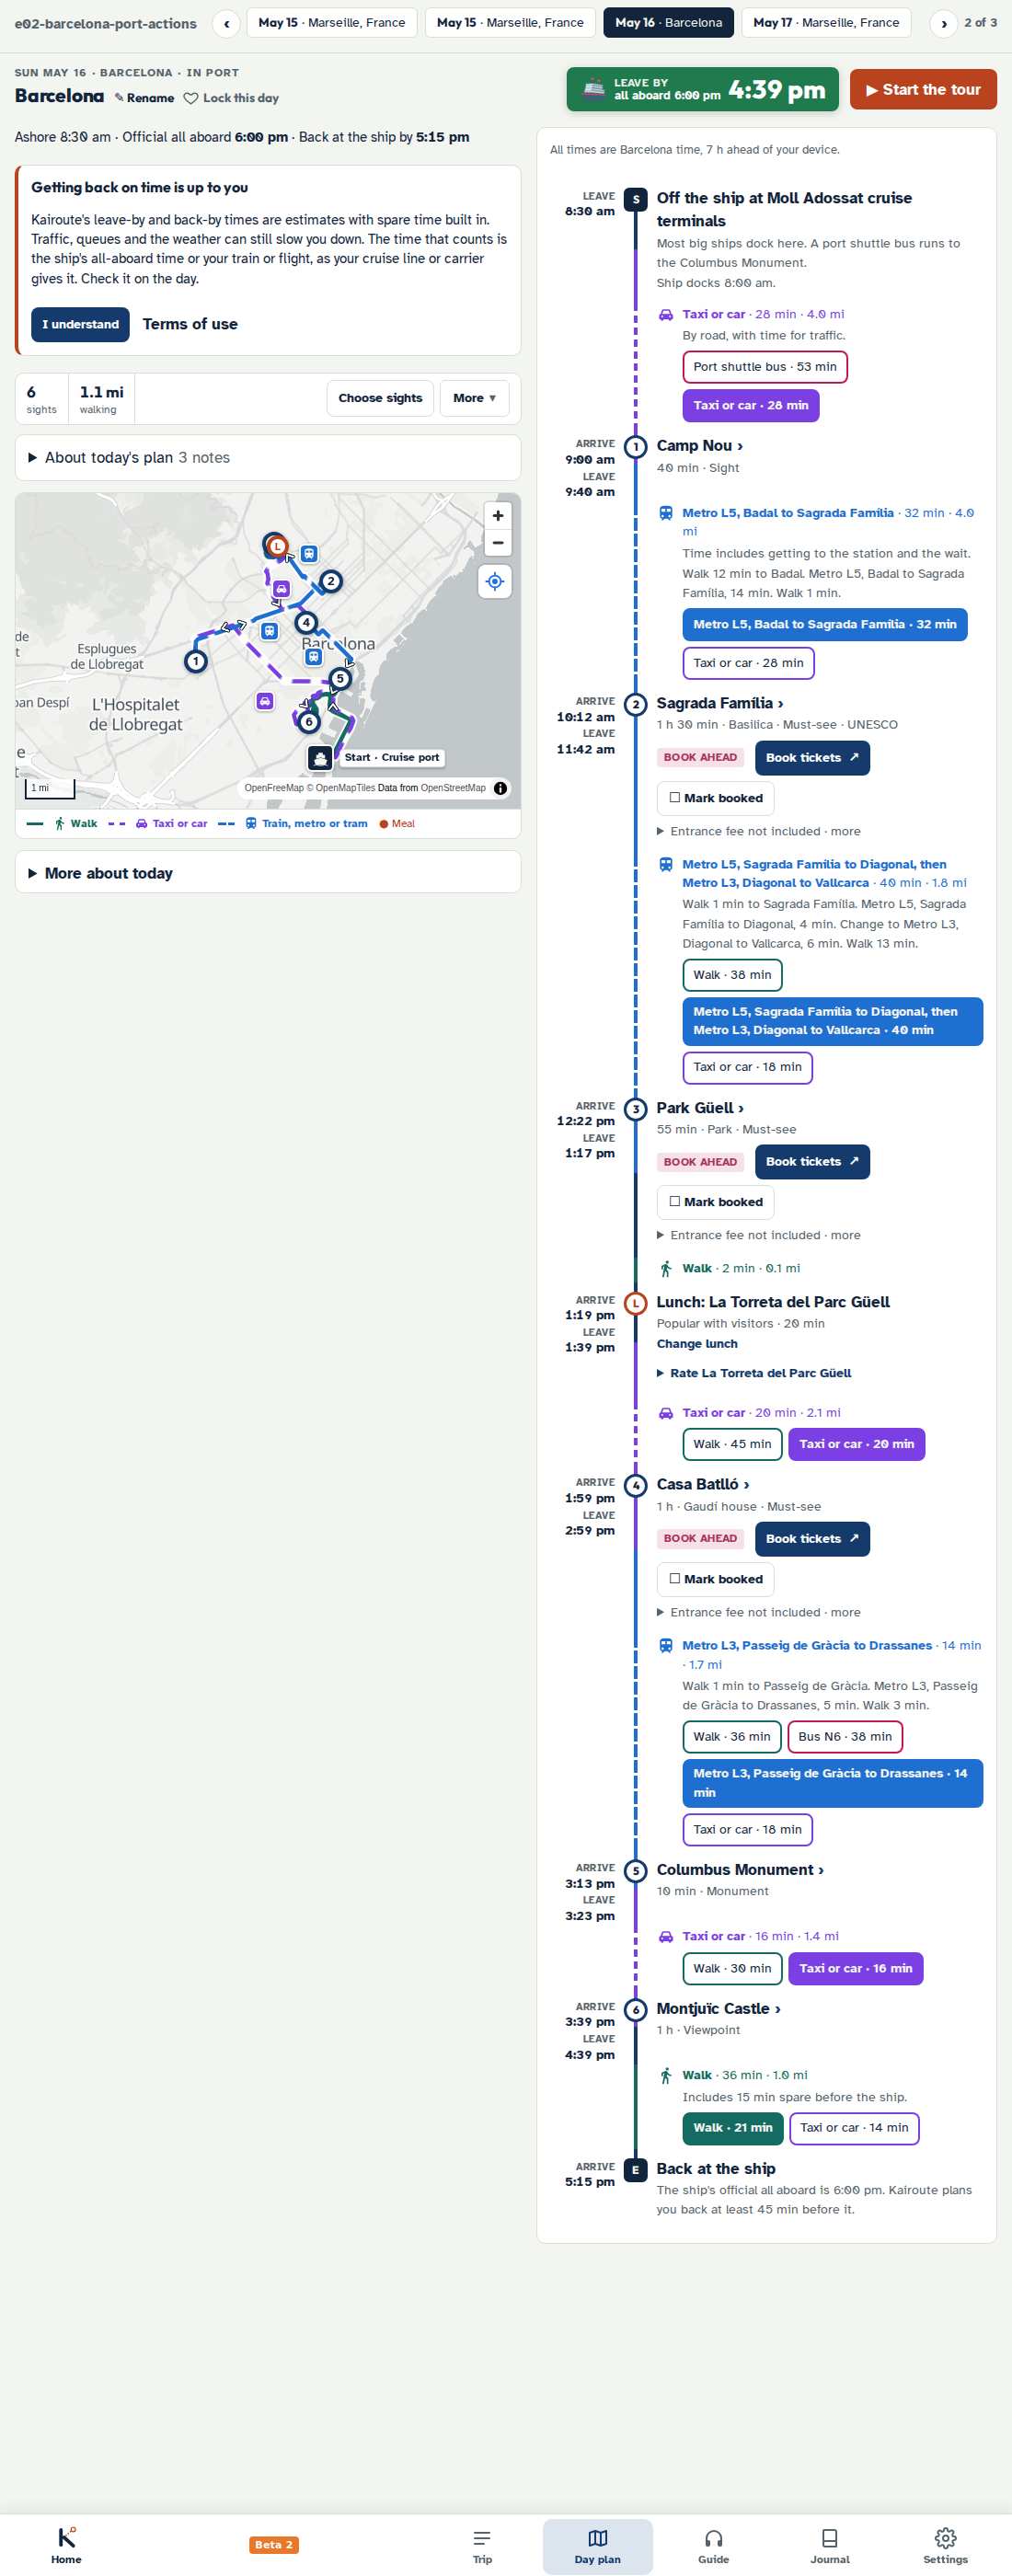 e02-barcelona-port-actions
‹
May 15 · Marseille, France
May 15 · Marseille, France
May 16 · Barcelona
May 17 · Marseille, France
›
2 of 3
SUN MAY 16 · BARCELONA · IN PORT
Barcelona
✎ Rename
Lock this day
LEAVE BY
all aboard 6:00 pm
4:39 pm
▶ Start the tour
Ashore 8:30 am · Official all aboard 6:00 pm · Back at the ship by 5:15 pm
Getting back on time is up to you
Kairoute's leave-by and back-by times are estimates with spare time built in.
Traffic, queues and the weather can still slow you down. The time that counts is
the ship's all-aboard time or your train or flight, as your cruise line or carrier
gives it. Check it on the day.
I understand
Terms of use
6
sights
1.1 mi
walking
Choose sights
More ▾
▶ About today's plan 3 notes
+
−
L
2
4
1
5
6
Barcelona
Esplugues
de Llobregat
L'Hospitalet
de Llobregat
de
t
oan Despí
e
t
Start · Cruise port
1 mi
OpenFreeMap © OpenMapTiles Data from OpenStreetMap
Walk
Taxi or car
Train, metro or tram
Meal
▶ More about today
All times are Barcelona time, 7 h ahead of your device.
LEAVE
8:30 am
S
Off the ship at Moll Adossat cruise
terminals
Most big ships dock here. A port shuttle bus runs to
the Columbus Monument.
Ship docks 8:00 am.
Taxi or car · 28 min · 4.0 mi
By road, with time for traffic.
Port shuttle bus · 53 min
Taxi or car · 28 min
ARRIVE
9:00 am
LEAVE
9:40 am
1
Camp Nou ›
40 min · Sight
Metro L5, Badal to Sagrada Família · 32 min · 4.0
mi
Time includes getting to the station and the wait.
Walk 12 min to Badal. Metro L5, Badal to Sagrada
Família, 14 min. Walk 1 min.
Metro L5, Badal to Sagrada Família · 32 min
Taxi or car · 28 min
ARRIVE
10:12 am
LEAVE
11:42 am
2
Sagrada Família ›
1 h 30 min · Basilica · Must-see · UNESCO
BOOK AHEAD
Book tickets ↗
☐ Mark booked
▶ Entrance fee not included · more
Metro L5, Sagrada Família to Diagonal, then
Metro L3, Diagonal to Vallcarca · 40 min · 1.8 mi
Walk 1 min to Sagrada Família. Metro L5, Sagrada
Família to Diagonal, 4 min. Change to Metro L3,
Diagonal to Vallcarca, 6 min. Walk 13 min.
Walk · 38 min
Metro L5, Sagrada Família to Diagonal, then
Metro L3, Diagonal to Vallcarca · 40 min
Taxi or car · 18 min
ARRIVE
12:22 pm
LEAVE
1:17 pm
3
Park Güell ›
55 min · Park · Must-see
BOOK AHEAD
Book tickets ↗
☐ Mark booked
▶ Entrance fee not included · more
Walk · 2 min · 0.1 mi
ARRIVE
1:19 pm
LEAVE
1:39 pm
L
Lunch: La Torreta del Parc Güell
Popular with visitors · 20 min
Change lunch
▶ Rate La Torreta del Parc Güell
Taxi or car · 20 min · 2.1 mi
Walk · 45 min
Taxi or car · 20 min
ARRIVE
1:59 pm
LEAVE
2:59 pm
4
Casa Batlló ›
1 h · Gaudí house · Must-see
BOOK AHEAD
Book tickets ↗
☐ Mark booked
▶ Entrance fee not included · more
Metro L3, Passeig de Gràcia to Drassanes · 14 min
· 1.7 mi
Walk 1 min to Passeig de Gràcia. Metro L3, Passeig
de Gràcia to Drassanes, 5 min. Walk 3 min.
Walk · 36 min
Bus N6 · 38 min
Metro L3, Passeig de Gràcia to Drassanes · 14
min
Taxi or car · 18 min
ARRIVE
3:13 pm
LEAVE
3:23 pm
5
Columbus Monument ›
10 min · Monument
Taxi or car · 16 min · 1.4 mi
Walk · 30 min
Taxi or car · 16 min
ARRIVE
3:39 pm
LEAVE
4:39 pm
6
Montjuïc Castle ›
1 h · Viewpoint
Walk · 36 min · 1.0 mi
Includes 15 min spare before the ship.
Walk · 21 min
Taxi or car · 14 min
ARRIVE
5:15 pm
E
Back at the ship
The ship's official all aboard is 6:00 pm. Kairoute plans
you back at least 45 min before it.
Home
Beta 2
Trip
Day plan
Guide
Journal
Settings